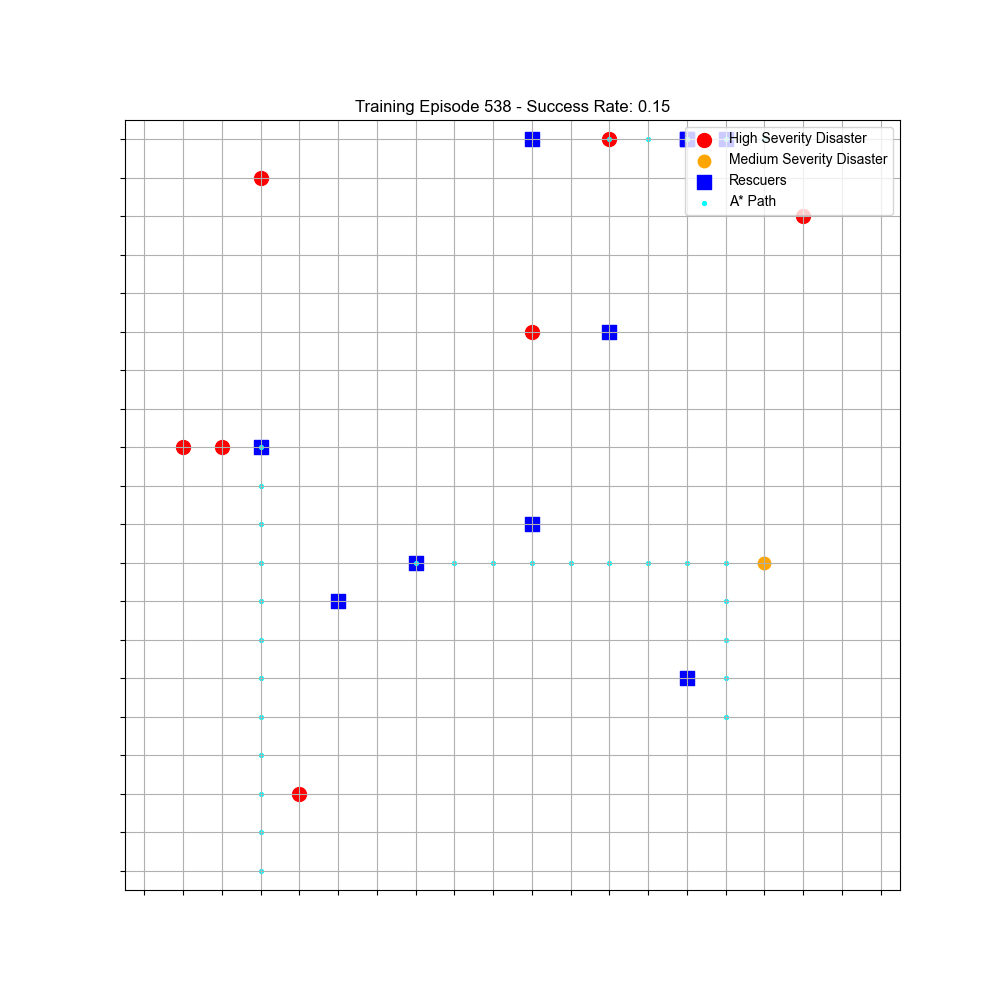 Training Episode 538 - Success Rate: 0.15
High Severity Disaster
Medium Severity Disaster
Rescuers
A* Path